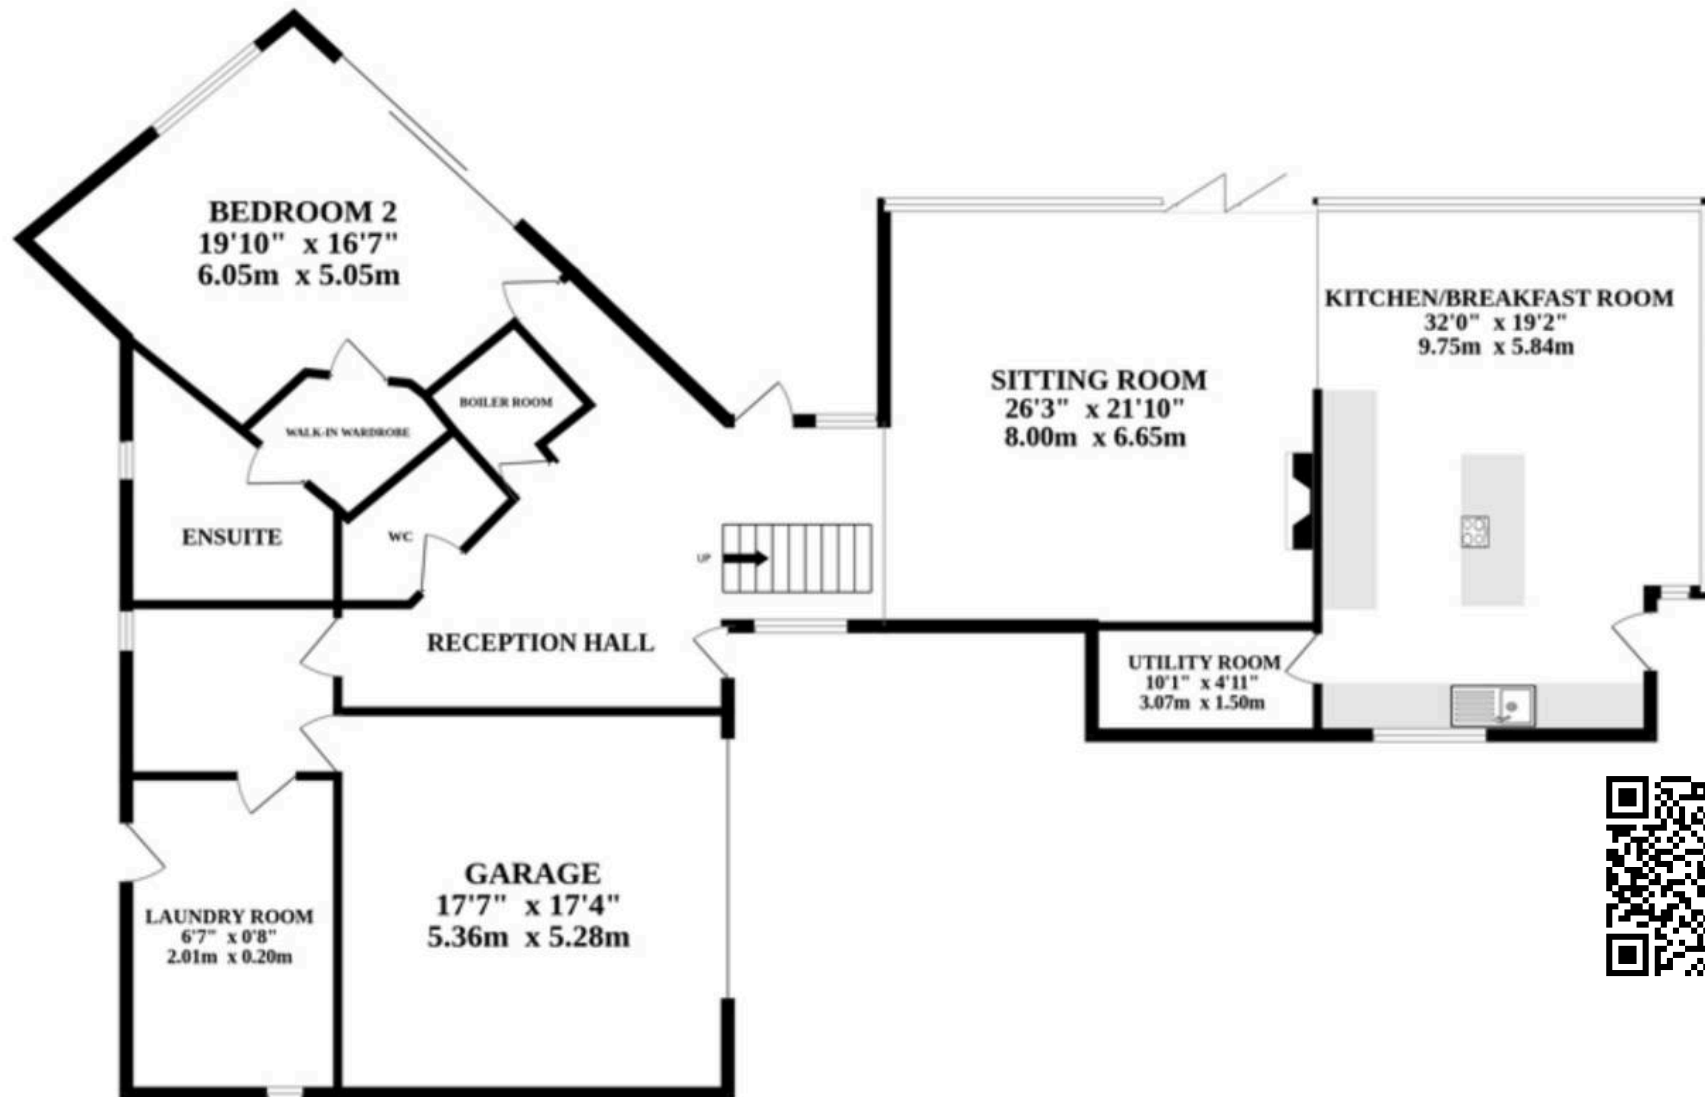 BEDROOM 2
19'10" x 16'7"
6.05m x 5.05m
KITCHEN/BREAKFAST ROOM
32'0" x 19'2"
9.75m x 5.84m
SITTING ROOM
26'3" x 21'10"
8.00m x 6.65m
BOILER ROOM
WALK-IN WARDROBE
ENSUITE
WC
UP
RECEPTION HALL
UTILITY ROOM
10'1" x 4'11"
3.07m x 1.50m
GARAGE
17'7" x 17'4"
5.36m x 5.28m
LAUNDRY ROOM
6'7" x 0'8"
2.01m x 0.20m